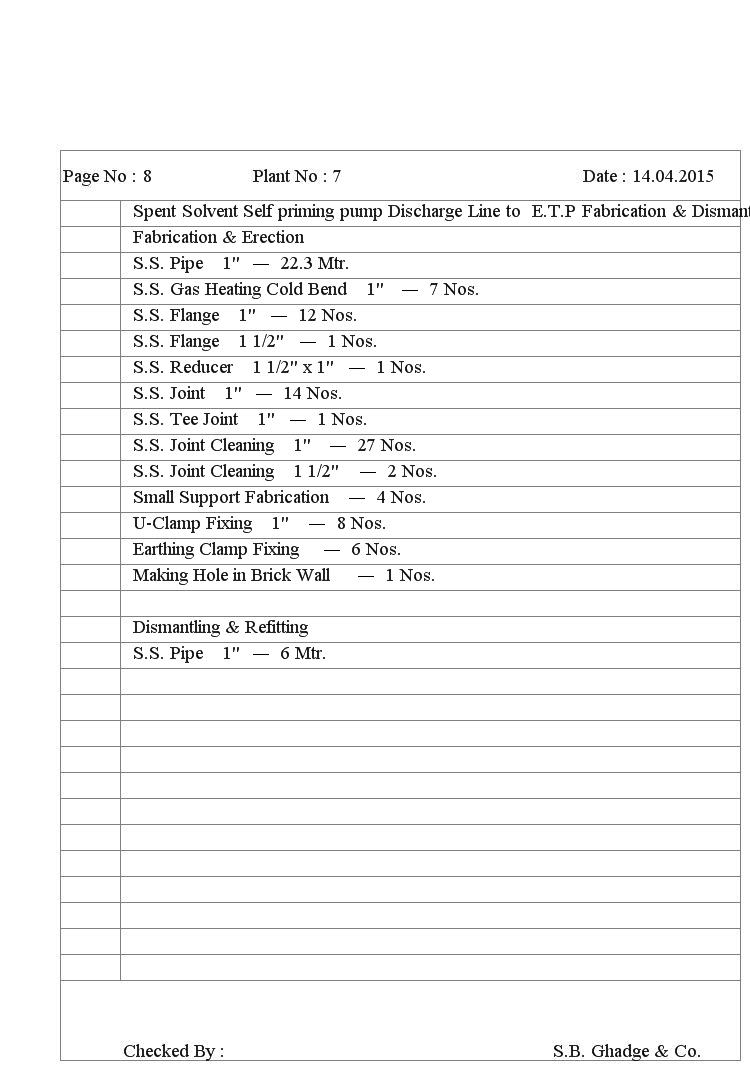 Page No : 8 Plant No : 7 Date : 14.04.2015
Spent Solvent Self priming pump Discharge Line to E.T.P Fabrication & Dismant
Fabrication & Erection
S.S. Pipe 1" — 22.3 Mtr.
S.S. Gas Heating Cold Bend 1" — 7 Nos.
S.S. Flange 1" — 12 Nos.
S.S. Flange 1 1/2" — 1 Nos.
S.S. Reducer 1 1/2" x 1" — 1 Nos.
S.S. Joint 1" — 14 Nos.
S.S. Tee Joint 1" — 1 Nos.
S.S. Joint Cleaning 1" — 27 Nos.
S.S. Joint Cleaning 1 1/2" — 2 Nos.
Small Support Fabrication — 4 Nos.
U-Clamp Fixing 1" — 8 Nos.
Earthing Clamp Fixing — 6 Nos.
Making Hole in Brick Wall — 1 Nos.
Dismantling & Refitting
S.S. Pipe 1" — 6 Mtr.
Checked By : S.B. Ghadge & Co.